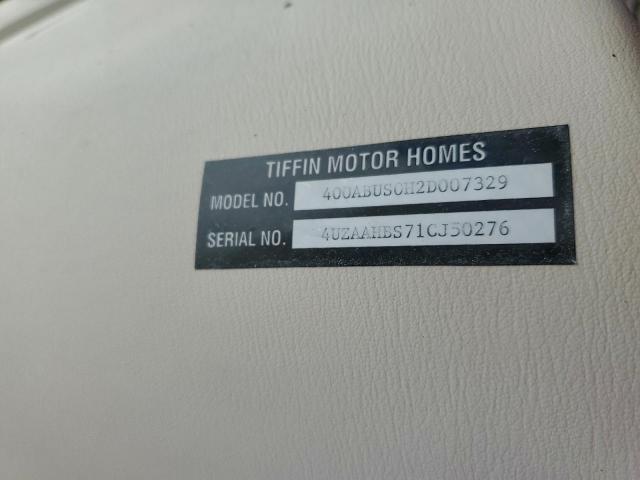 TIFFIN MOTOR HOMES
MODEL NO. 400ABUSOH2D007329
SERIAL NO. 4UZAAHBS71CJ50276